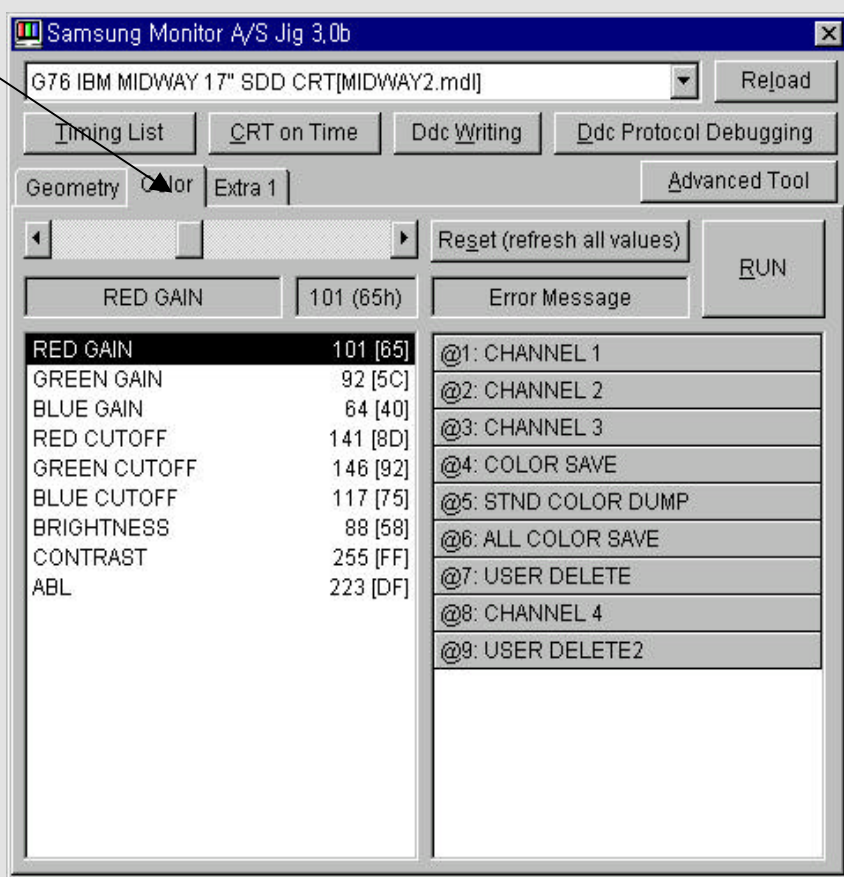 Samsung Monitor A/S Jig 3,0b
G76 IBM MIDWAY 17" SDD CRT[MIDWAY2.mdl]
Reload
Timing List
CRT on Time
Ddc Writing
Ddc Protocol Debugging
Geometry
Color
Extra 1
Advanced Tool
Reset (refresh all values)
RUN
RED GAIN
101 (65h)
Error Message
RED GAIN 101 [65]
GREEN GAIN 92 [5C]
BLUE GAIN 64 [40]
RED CUTOFF 141 [8D]
GREEN CUTOFF 146 [92]
BLUE CUTOFF 117 [75]
BRIGHTNESS 88 [58]
CONTRAST 255 [FF]
ABL 223 [DF]
@1: CHANNEL 1
@2: CHANNEL 2
@3: CHANNEL 3
@4: COLOR SAVE
@5: STND COLOR DUMP
@6: ALL COLOR SAVE
@7: USER DELETE
@8: CHANNEL 4
@9: USER DELETE2